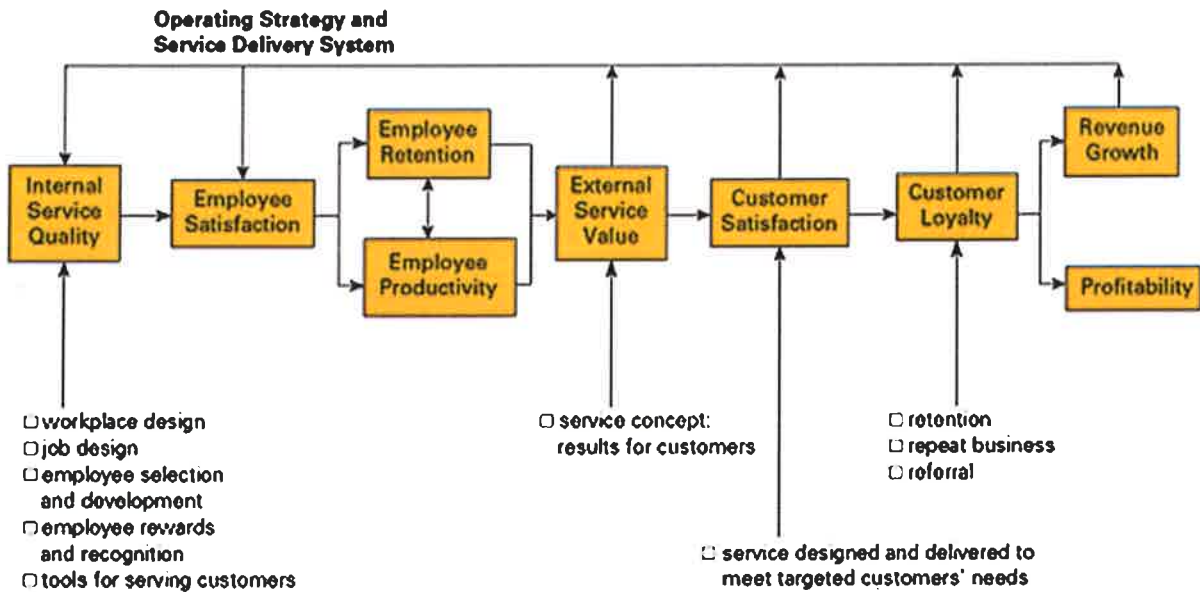 Operating Strategy and
Service Delivery System
Internal
Service
Quality
Employee
Satisfaction
Employee
Retention
Employee
Productivity
External
Service
Value
Customer
Satisfaction
Customer
Loyalty
Revenue
Growth
Profitability
▢ workplace design
▢ job design
▢ employee selection
and development
▢ employee rewards
and recognition
▢ tools for serving customers
▢ service concept:
results for customers
▢ service designed and delivered to
meet targeted customers' needs
▢ retention
▢ repeat business
▢ referral